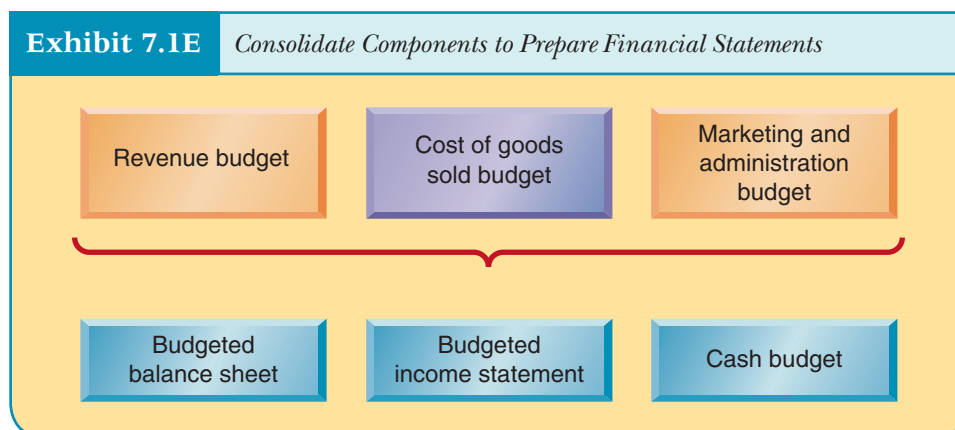 Exhibit 7.1E
Consolidate Components to Prepare Financial Statements
Revenue budget
Cost of goods
sold budget
Marketing and
administration
budget
Budgeted
balance sheet
Budgeted
income statement
Cash budget